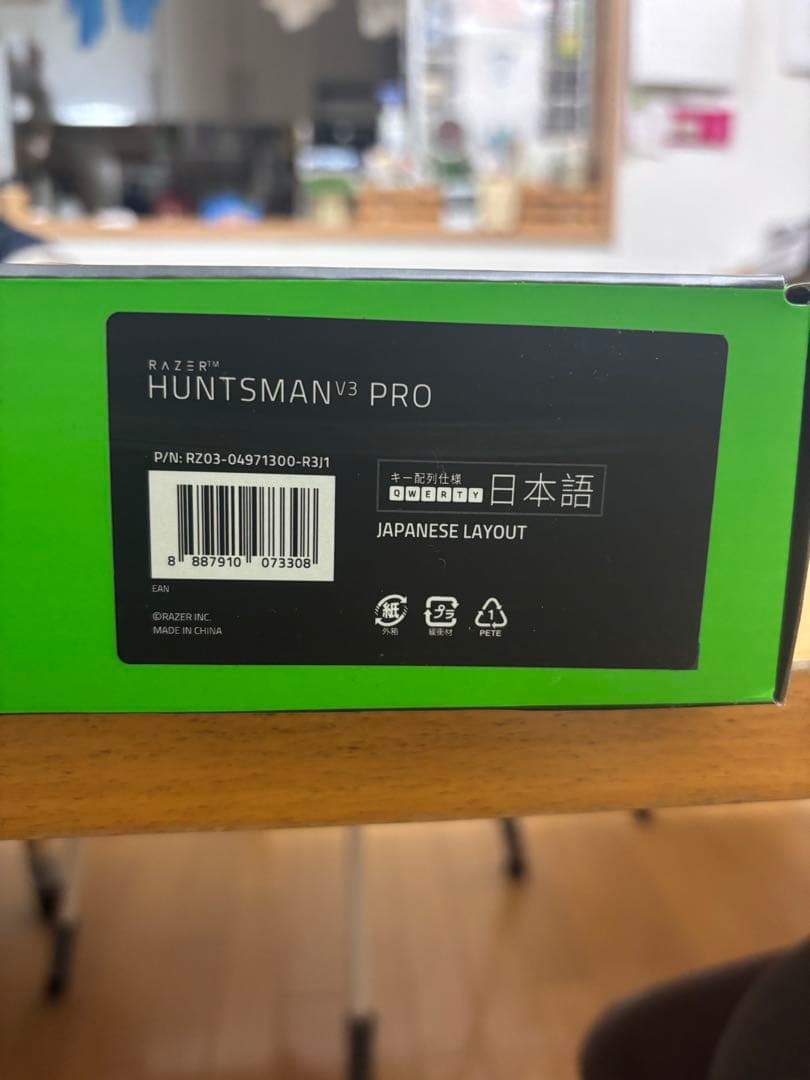 RAZER™
HUNTSMAN V3 PRO
P/N: RZ03-04971300-R3J1
キー配列仕様
QWERTY 日本語
JAPANESE LAYOUT
8 887910 073308
EAN
©RAZER INC.
MADE IN CHINA
紙
外箱
プラ
緩衝材
1
PETE